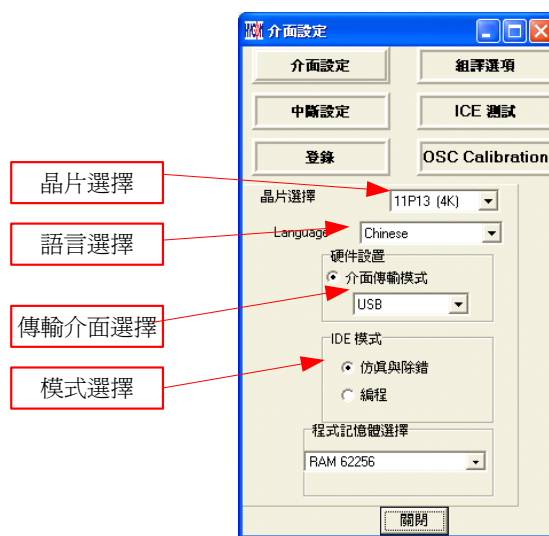 介面設定
介面設定
組譯選項
中斷設定
ICE 測試
登錄
OSC Calibration
晶片選擇
晶片選擇
11P13 (4K)
語言選擇
Language
Chinese
硬件設置
介面傳輸模式
傳輸介面選擇
USB
IDE 模式
模式選擇
仿真與除錯
編程
程式記憶體選擇
RAM 62256
關閉